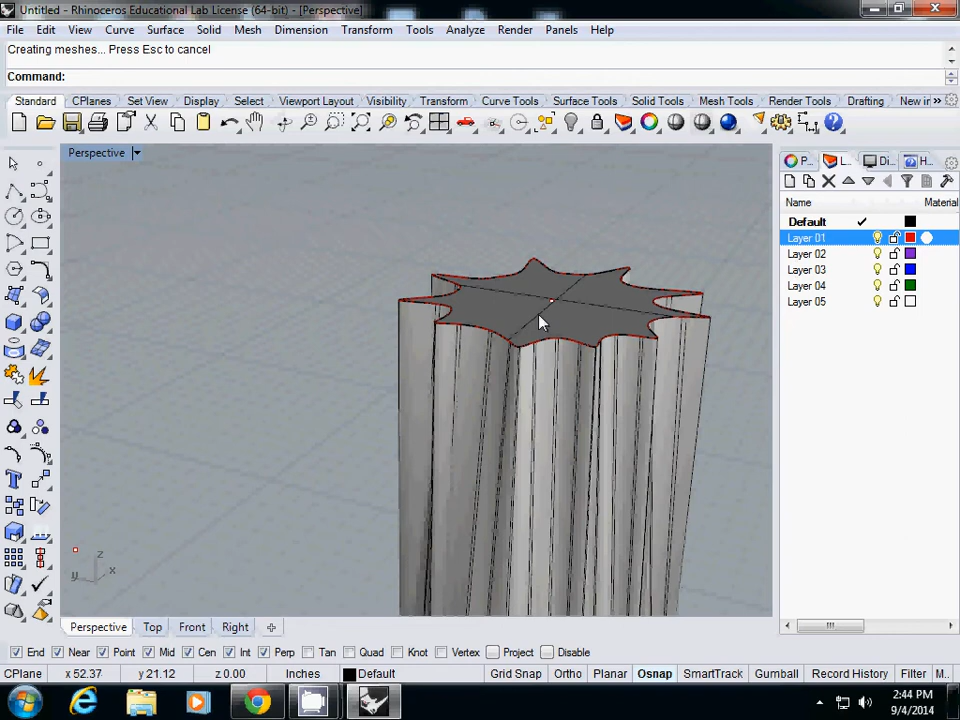 Untitled - Rhinoceros Educational Lab License (64-bit) - [Perspective]
File Edit View Curve Surface Solid Mesh Dimension Transform Tools Analyze Render Panels Help
Creating meshes... Press Esc to cancel
Command:
Standard CPlanes Set View Display Select Viewport Layout Visibility Transform Curve Tools Surface Tools Solid Tools Mesh Tools Render Tools Drafting New in »
Perspective
P... L... Di... H...
Name Material
Default
Layer 01
Layer 02
Layer 03
Layer 04
Layer 05
z
y x
Perspective Top Front Right
End Near Point Mid Cen Int Perp Tan Quad Knot Vertex Project Disable
CPlane x 52.37 y 21.12 z 0.00 Inches Default Grid Snap Ortho Planar Osnap SmartTrack Gumball Record History Filter M...
2:44 PM
9/4/2014